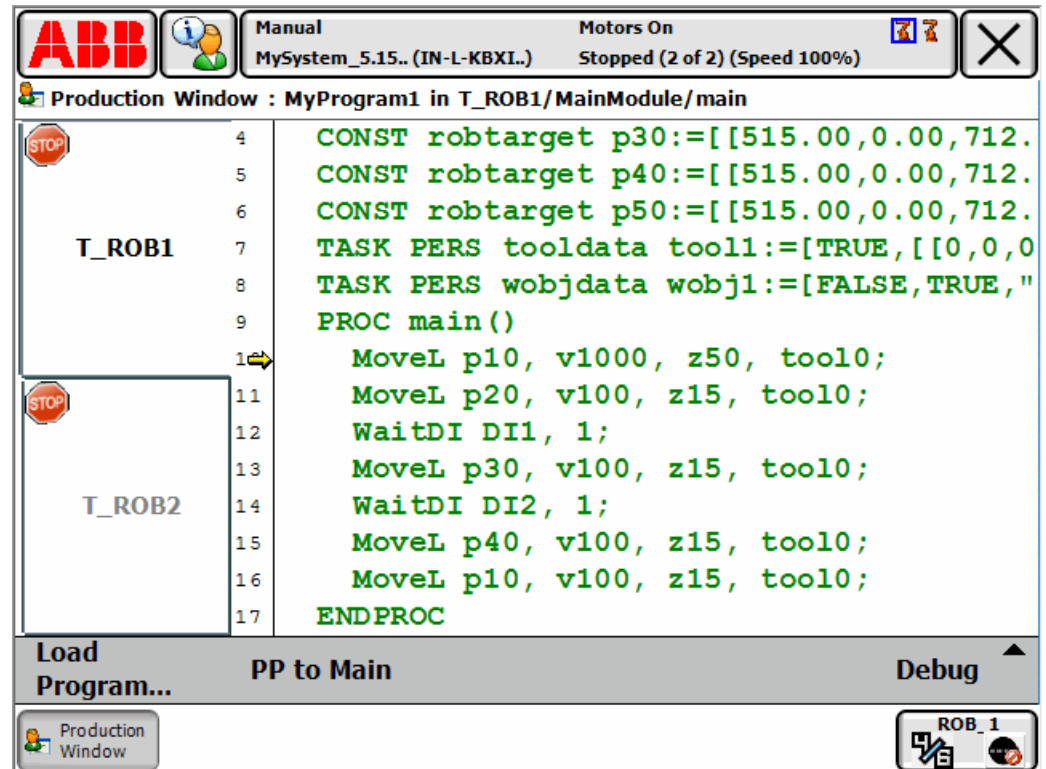 ABB
Manual
Motors On
MySystem_5.15.. (IN-L-KBXI..)
Stopped (2 of 2) (Speed 100%)
Production Window : MyProgram1 in T_ROB1/MainModule/main
STOP
T_ROB1
4 CONST robtarget p30:=[[515.00,0.00,712.
5 CONST robtarget p40:=[[515.00,0.00,712.
6 CONST robtarget p50:=[[515.00,0.00,712.
7 TASK PERS tooldata tool1:=[TRUE,[[0,0,0
8 TASK PERS wobjdata wobj1:=[FALSE,TRUE,"
9 PROC main()
1 MoveL p10, v1000, z50, tool0;
STOP
T_ROB2
11 MoveL p20, v100, z15, tool0;
12 WaitDI DI1, 1;
13 MoveL p30, v100, z15, tool0;
14 WaitDI DI2, 1;
15 MoveL p40, v100, z15, tool0;
16 MoveL p10, v100, z15, tool0;
17 ENDPROC
Load
Program...
PP to Main
Debug
Production
Window
ROB_1